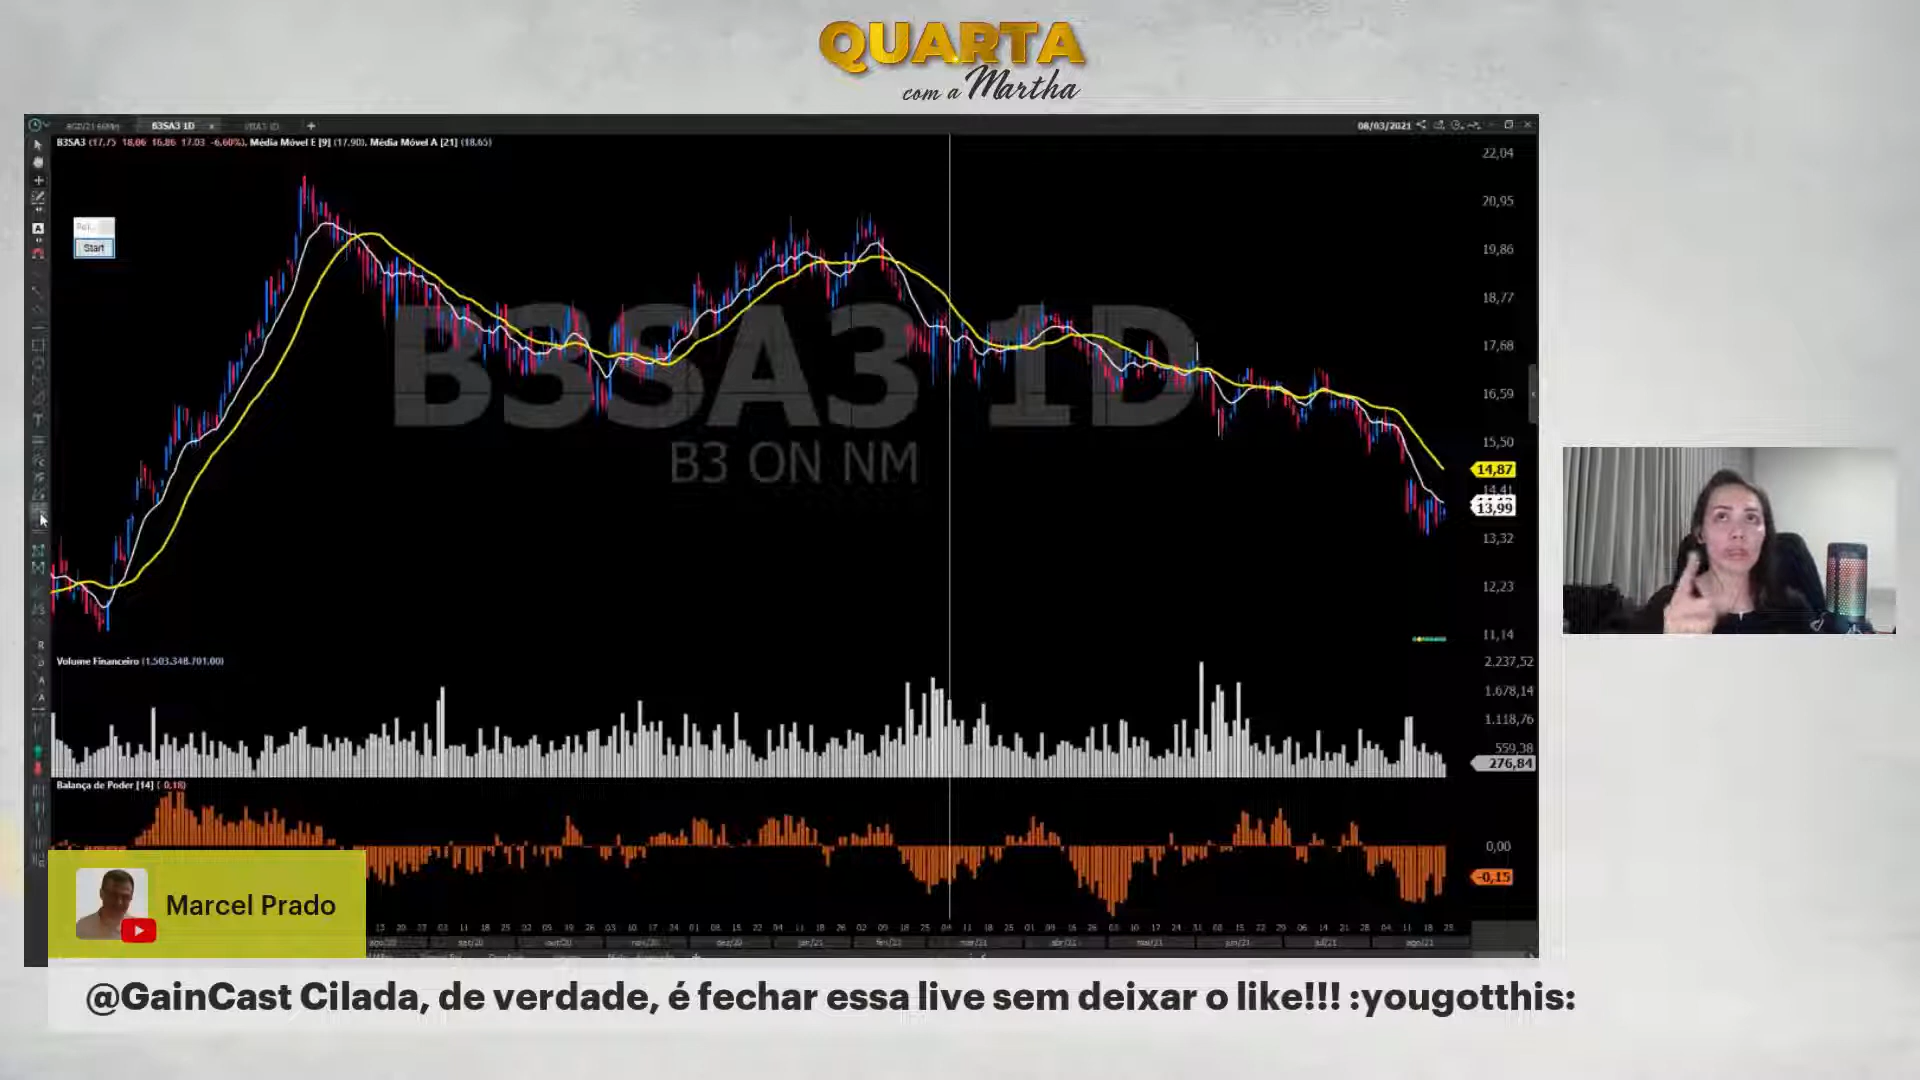 QUARTA
com a Martha
B3SA3 1D
08/03/2021
B3SA3 (17,75 18,06 16,86 17,03 -6,60%), Média Móvel E [9] (17,90), Média Móvel A [21] (18,65)
Start
22,04
20,95
19,86
18,77
17,68
16,59
15,50
14,87
14,41
13,99
13,32
12,23
11,14
B3SA3 1D
B3 ON NM
Volume Financeiro (1.503.348.701,00)
2.237,52
1.678,14
1.118,76
559,38
276,84
Balança de Poder [14] (-0,18)
0,00
-0,15
Marcel Prado
@GainCast Cilada, de verdade, é fechar essa live sem deixar o like!!! :yougotthis: